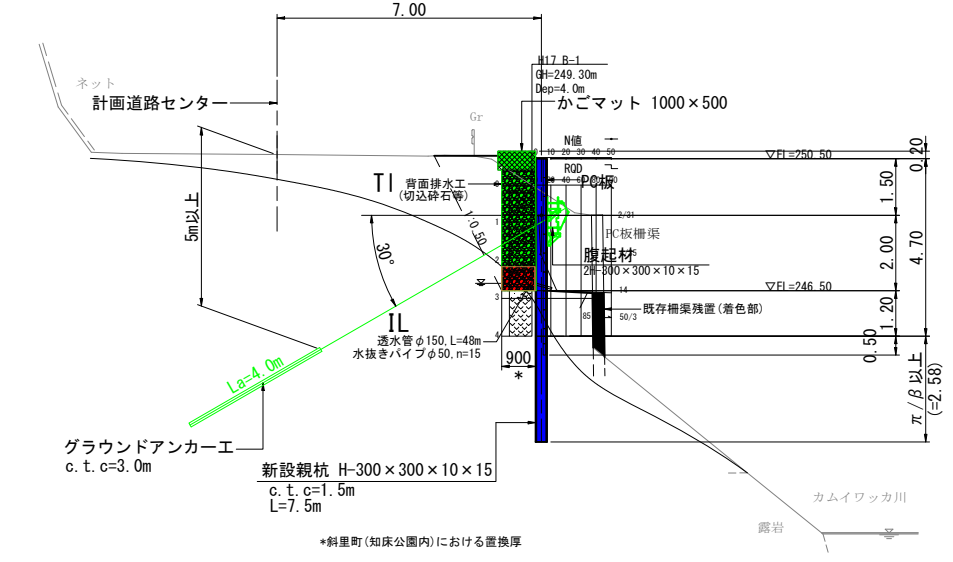 7.00
H17 B-1
GH=249.30m
Dep=4.0m
ネット
計画道路センター
かごマット 1000×500
Gr
N値
0 10 20 30 40 50
▽FL=250.50
0.20
RQD
PC板
TI
背面排水工
(切込砕石等)
1:0.50
1.50
5m以上
30°
2/31
PC板柵渠
腹起材
2H-300×300×10×15
2.00
4.70
1
2
3
4
14
▽FL=246.50
IL
透水管φ150,L=48m
水抜きパイプφ50,n=15
85
50/3
既存柵渠残置(着色部)
1.20
0.50
900
*
La=4.0m
π/β以上
(=2.58)
グラウンドアンカー工
c.t.c=3.0m
新設親杭 H-300×300×10×15
c.t.c=1.5m
L=7.5m
カムイワッカ川
露岩
*斜里町(知床公園内)における置換厚